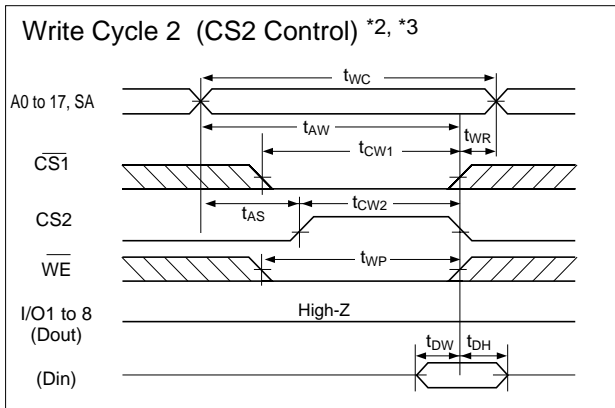 Write Cycle 2 (CS2 Control) *2, *3
tWC
A0 to 17, SA
tAW
tCW1
tWR
CS1
tAS
tCW2
CS2
tWP
WE
I/O1 to 8
(Dout)
High-Z
tDW
tDH
(Din)